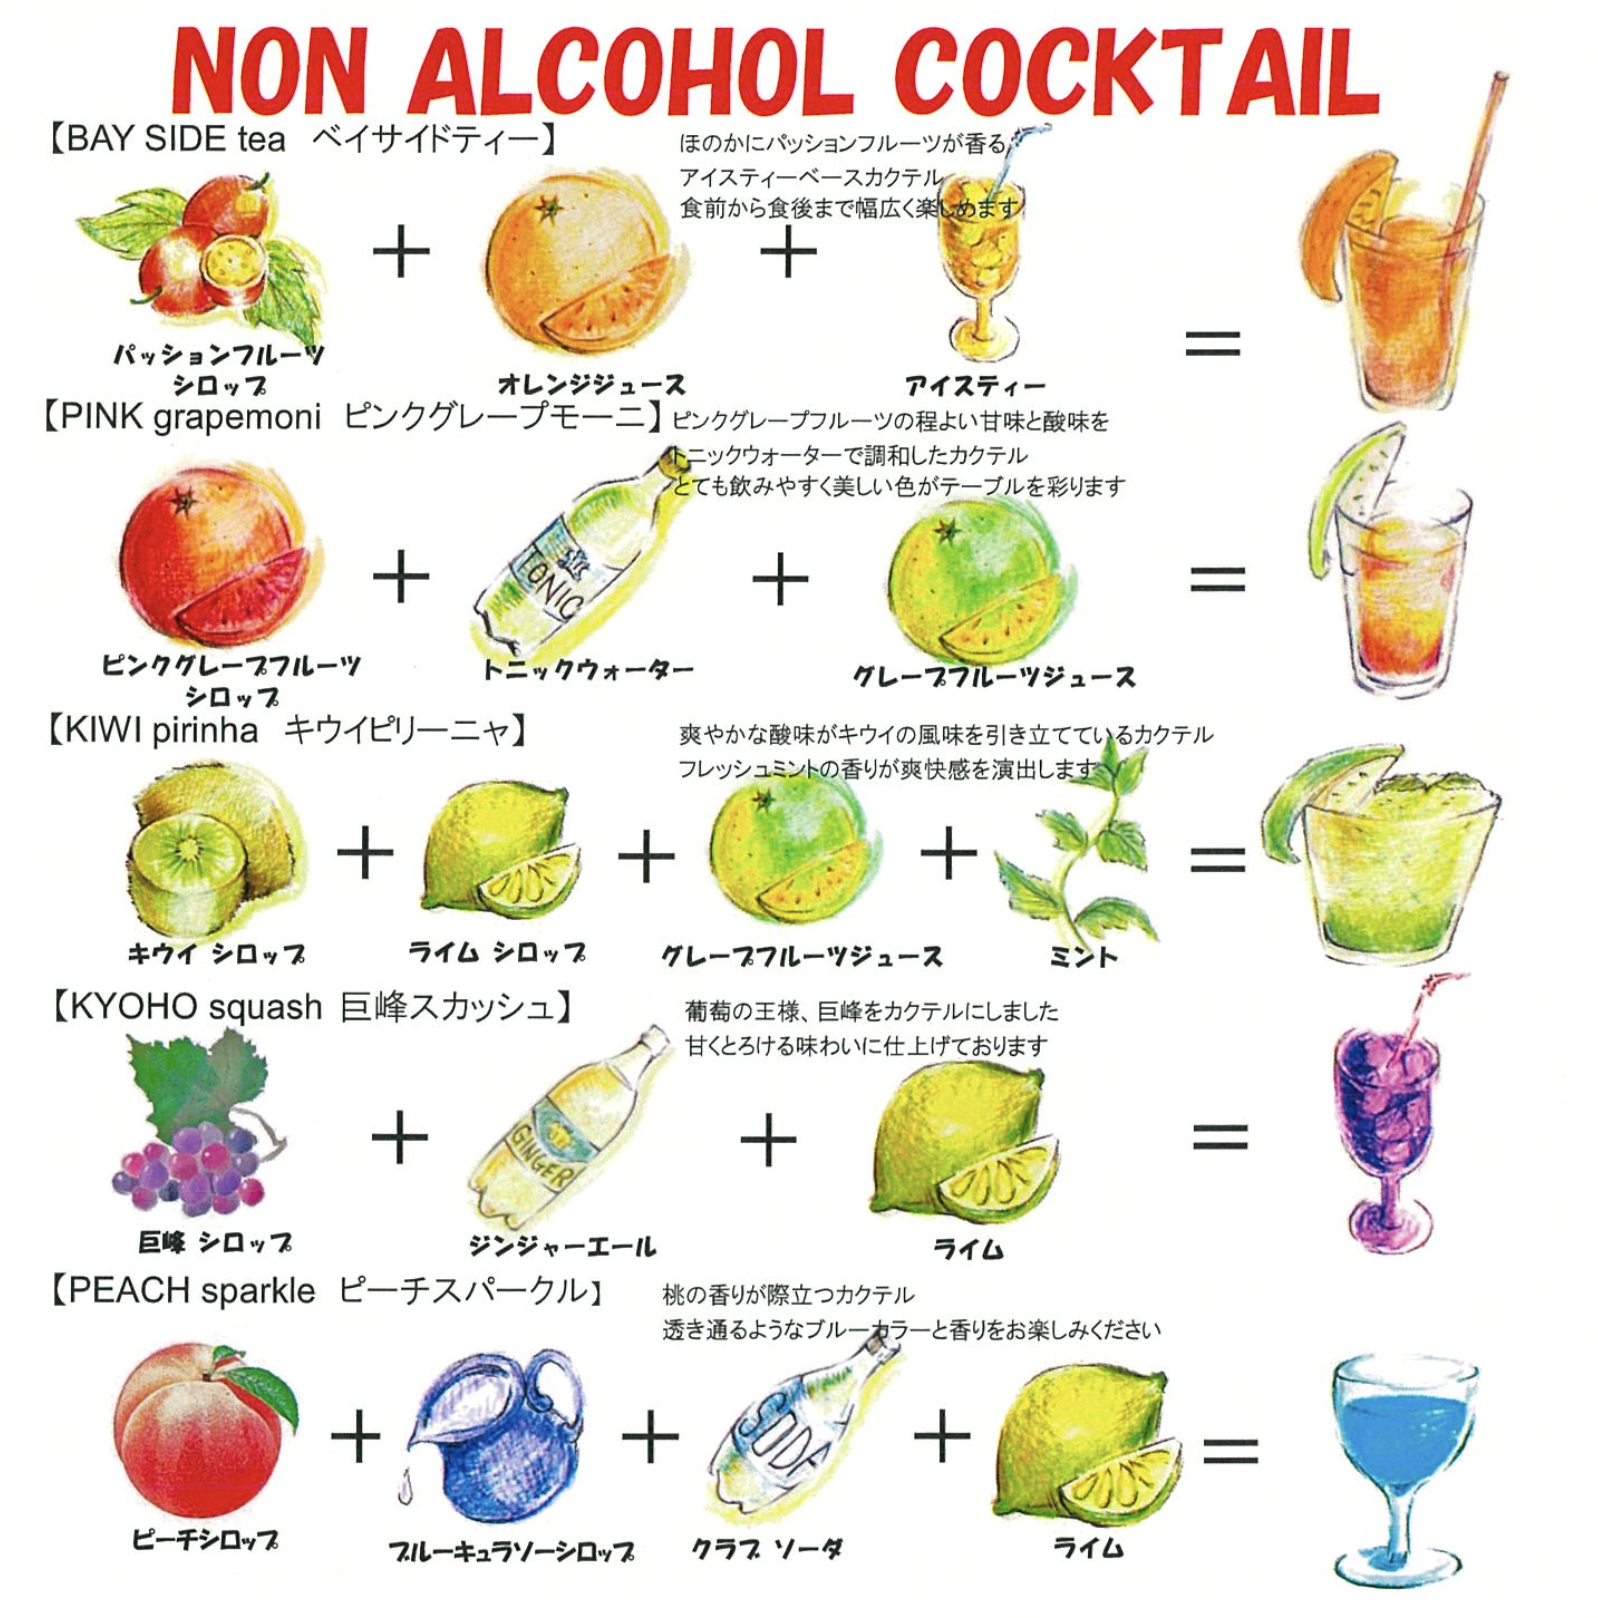 NON ALCOHOL COCKTAIL
【BAY SIDE tea　ベイサイドティー】
ほのかにパッションフルーツが香る
アイスティーベースカクテル
食前から食後まで幅広く楽しめます
パッションフルーツ
シロップ
オレンジジュース
アイスティー
【PINK grapemoni　ピンクグレープモーニ】
ピンクグレープフルーツの程よい甘味と酸味を
トニックウォーターで調和したカクテル
とても飲みやすく美しい色がテーブルを彩ります
TONIC
ピンクグレープフルーツ
シロップ
トニックウォーター
グレープフルーツジュース
【KIWI pirinha　キウイピリーニャ】
爽やかな酸味がキウイの風味を引き立てているカクテル
フレッシュミントの香りが爽快感を演出します
キウイ シロップ
ライム シロップ
グレープフルーツジュース
ミント
【KYOHO squash　巨峰スカッシュ】
葡萄の王様、巨峰をカクテルにしました
甘くとろける味わいに仕上げております
GINGER
巨峰 シロップ
ジンジャーエール
ライム
【PEACH sparkle　ピーチスパークル】
桃の香りが際立つカクテル
透き通るようなブルーカラーと香りをお楽しみください
SODA
ピーチシロップ
ブルーキュラソーシロップ
クラブ ソーダ
ライム